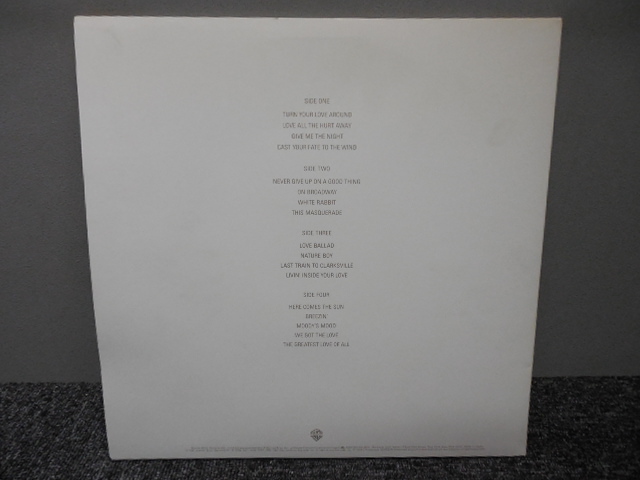 SIDE ONE
TURN YOUR LOVE AROUND
LOVE ALL THE HURT AWAY
GIVE ME THE NIGHT
CAST YOUR FATE TO THE WIND
SIDE TWO
NEVER GIVE UP ON A GOOD THING
ON BROADWAY
WHITE RABBIT
THIS MASQUERADE
SIDE THREE
LOVE BALLAD
NATURE BOY
LAST TRAIN TO CLARKSVILLE
LIVIN' INSIDE YOUR LOVE
SIDE FOUR
HERE COMES THE SUN
BREEZIN'
MOODY'S MOOD
WE GOT THE LOVE
THE GREATEST LOVE OF ALL